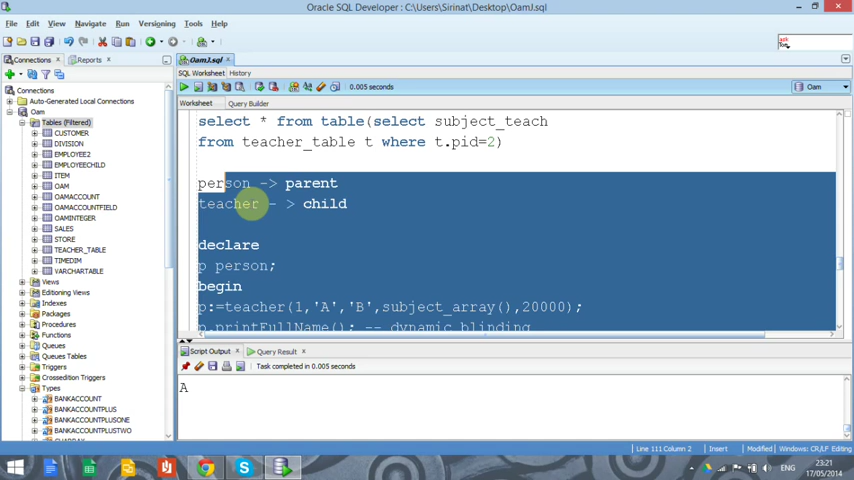 Oracle SQL Developer : C:\Users\Sirinat\Desktop\OamJ.sql
File Edit View Navigate Run Versioning Tools Help
Connections
Reports
Connections
Auto-Generated Local Connections
Oam
Tables (Filtered)
CUSTOMER
DIVISION
EMPLOYEE2
EMPLOYEECHILD
ITEM
OAM
OAMACCOUNT
OAMACCOUNTFIELD
OAMINTEGER
SALES
STORE
TEACHER_TABLE
TIMEDIM
VARCHARTABLE
Views
Editioning Views
Indexes
Packages
Procedures
Functions
Queues
Queues Tables
Triggers
Crossedition Triggers
Types
BANKACCOUNT
BANKACCOUNTPLUS
BANKACCOUNTPLUSONE
BANKACCOUNTPLUSTWO
OamJ.sql
SQL Worksheet History
0.005 seconds
Oam
Worksheet Query Builder
select * from table(select subject_teach
from teacher_table t where t.pid=2)
person -> parent
teacher - > child
declare
p person;
begin
p:=teacher(1,'A','B',subject_array(),20000);
p.printFullName(); -- dynamic blinding
Script Output
Query Result
Task completed in 0.005 seconds
A
Line 111 Column 2 Insert Modified Windows: CR/LF Editing
ENG
23:21
17/05/2014